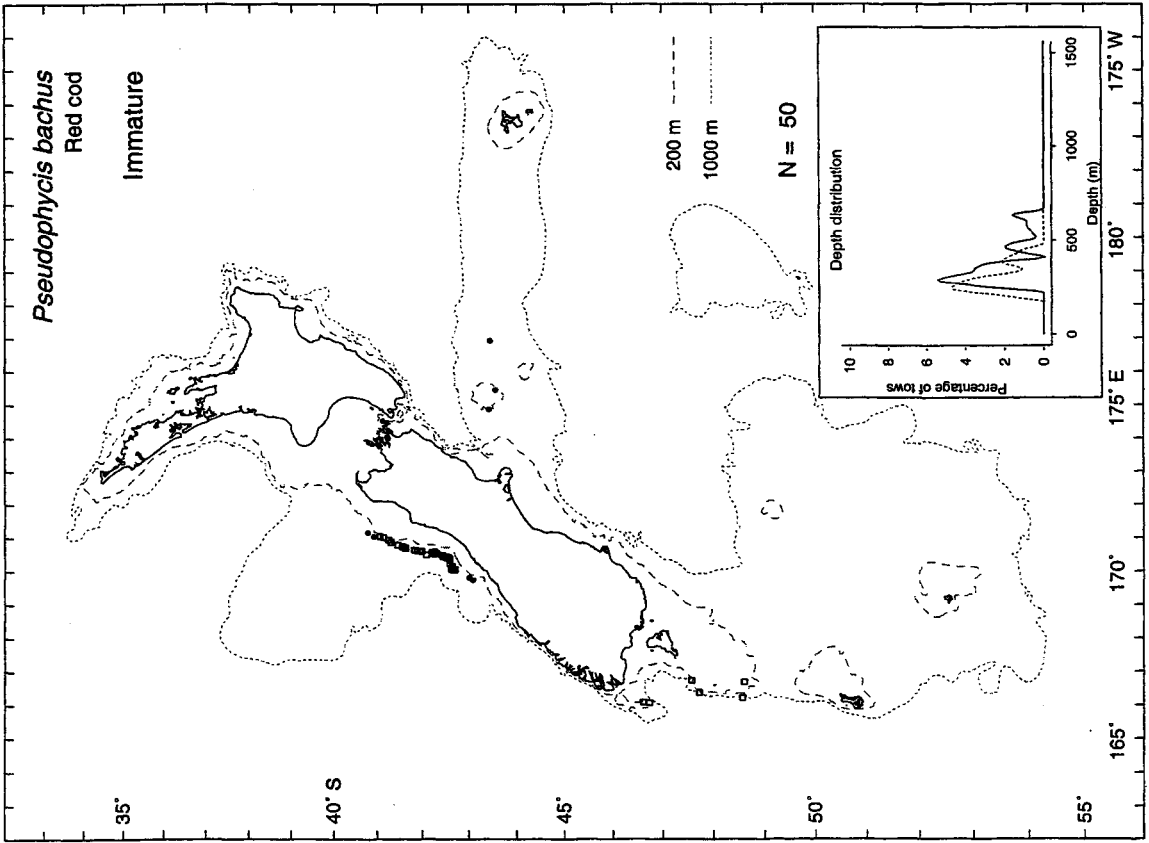 Pseudophycis bachus
Red cod
Immature
35°
40° S
45°
50°
55°
165°
170°
175° E
180°
175° W
200 m
1000 m
N = 50
Depth distribution
Percentage of tows
10
8
6
4
2
0
0
500
1000
1500
Depth (m)